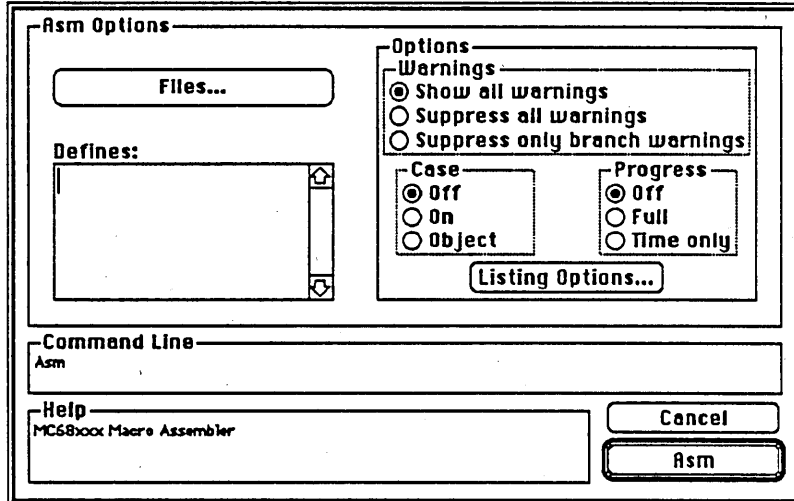 Asm Options
Files...
Defines:
Options
Warnings
Show all warnings
Suppress all warnings
Suppress only branch warnings
Case
Off
On
Object
Progress
Off
Full
Time only
Listing Options...
Command Line
Asm
Help
MC68xxx Macro Assembler
Cancel
Asm